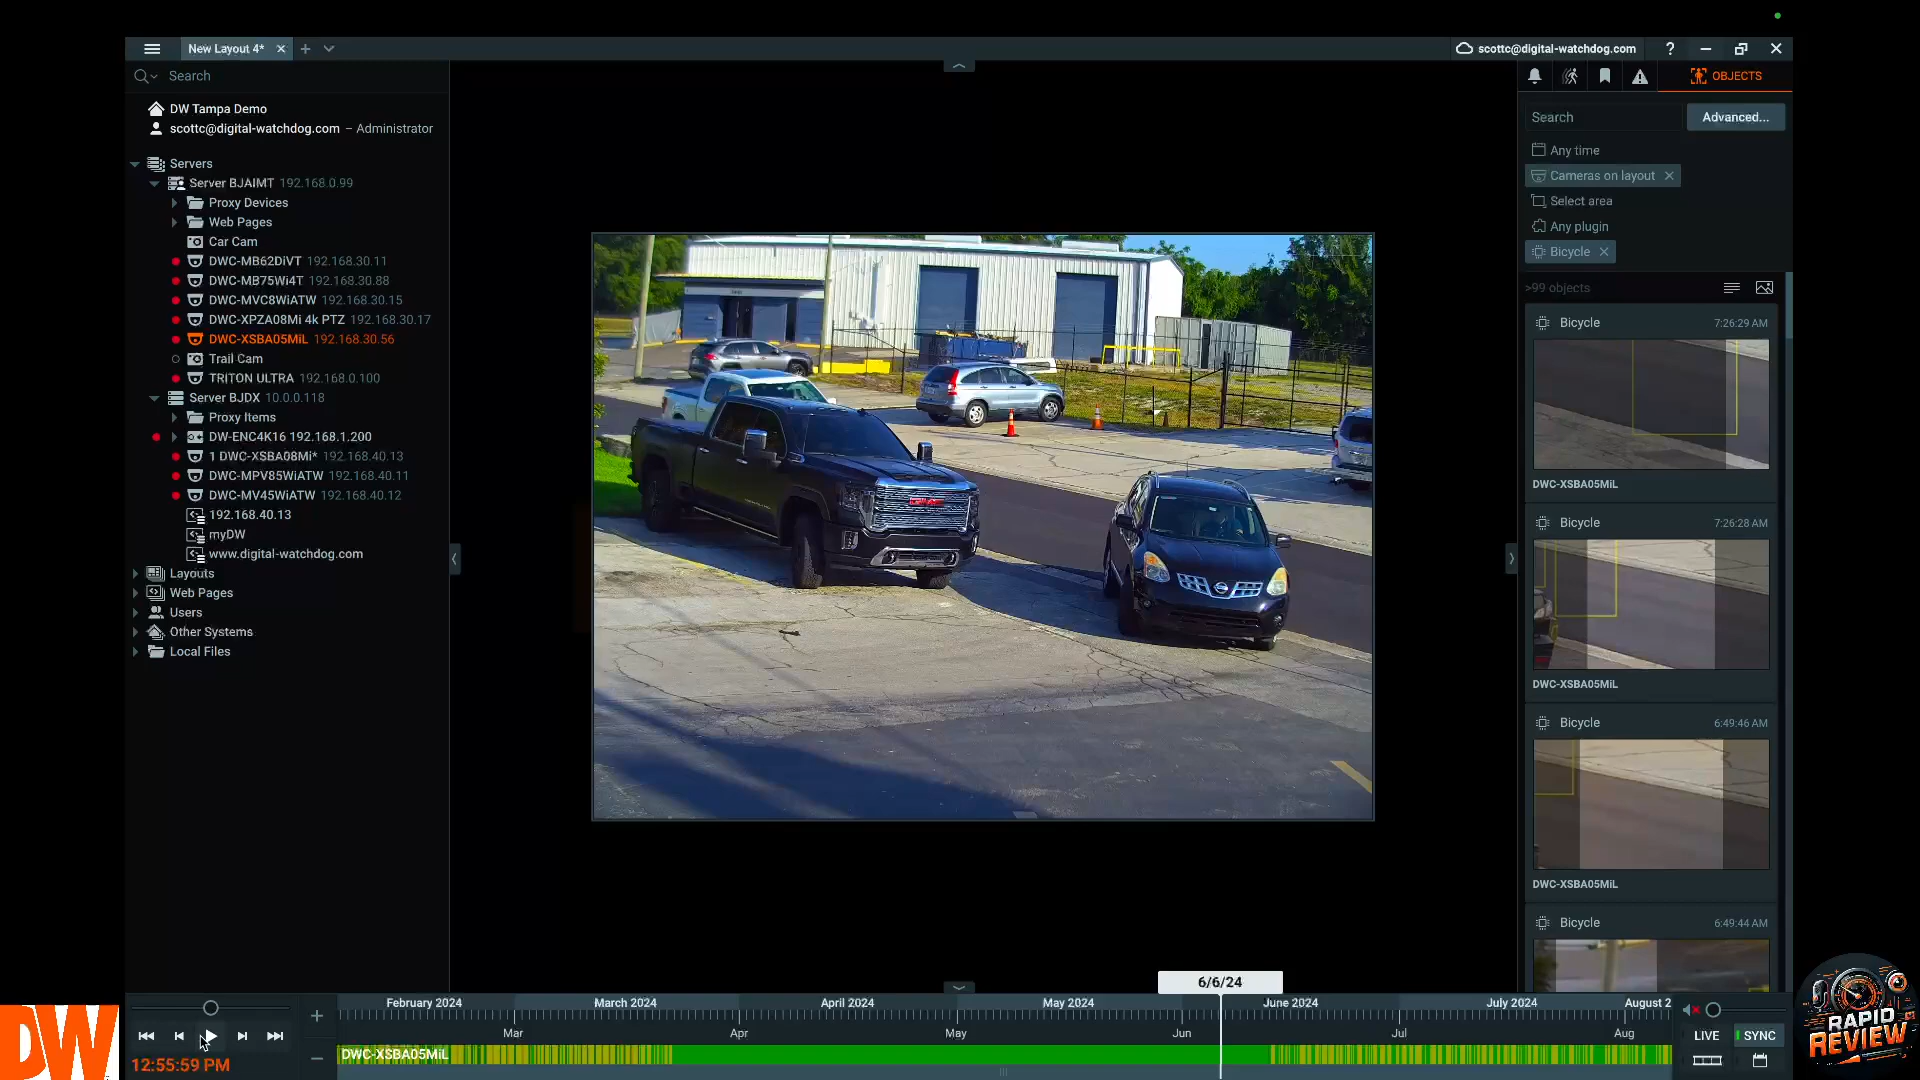 New Layout 4*
scottc@digital-watchdog.com
?
Search
DW Tampa Demo
scottc@digital-watchdog.com – Administrator
Servers
Server BJAIMT 192.168.0.99
Proxy Devices
Web Pages
Car Cam
DWC-MB62DiVT 192.168.30.11
DWC-MB75Wi4T 192.168.30.88
DWC-MVC8WiATW 192.168.30.15
DWC-XPZA08Mi 4k PTZ 192.168.30.17
DWC-XSBA05MiL 192.168.30.56
Trail Cam
TRITON ULTRA 192.168.0.100
Server BJDX 10.0.0.118
Proxy Items
DW-ENC4K16 192.168.1.200
1 DWC-XSBA08Mi* 192.168.40.13
DWC-MPV85WiATW 192.168.40.11
DWC-MV45WiATW 192.168.40.12
192.168.40.13
myDW
www.digital-watchdog.com
Layouts
Web Pages
Users
Other Systems
Local Files
GMC
OBJECTS
Search
Advanced...
Any time
Cameras on layout
Select area
Any plugin
Bicycle
>99 objects
Bicycle 7:26:29 AM
DWC-XSBA05MiL
Bicycle 7:26:28 AM
DWC-XSBA05MiL
Bicycle 6:49:46 AM
DWC-XSBA05MiL
Bicycle 6:49:44 AM
6/6/24
February 2024 March 2024 April 2024 May 2024 June 2024 July 2024 August 2
Mar Apr May Jun Jul Aug
DWC-XSBA05MiL
12:55:59 PM
LIVE SYNC
DW
RAPID
REVIEW